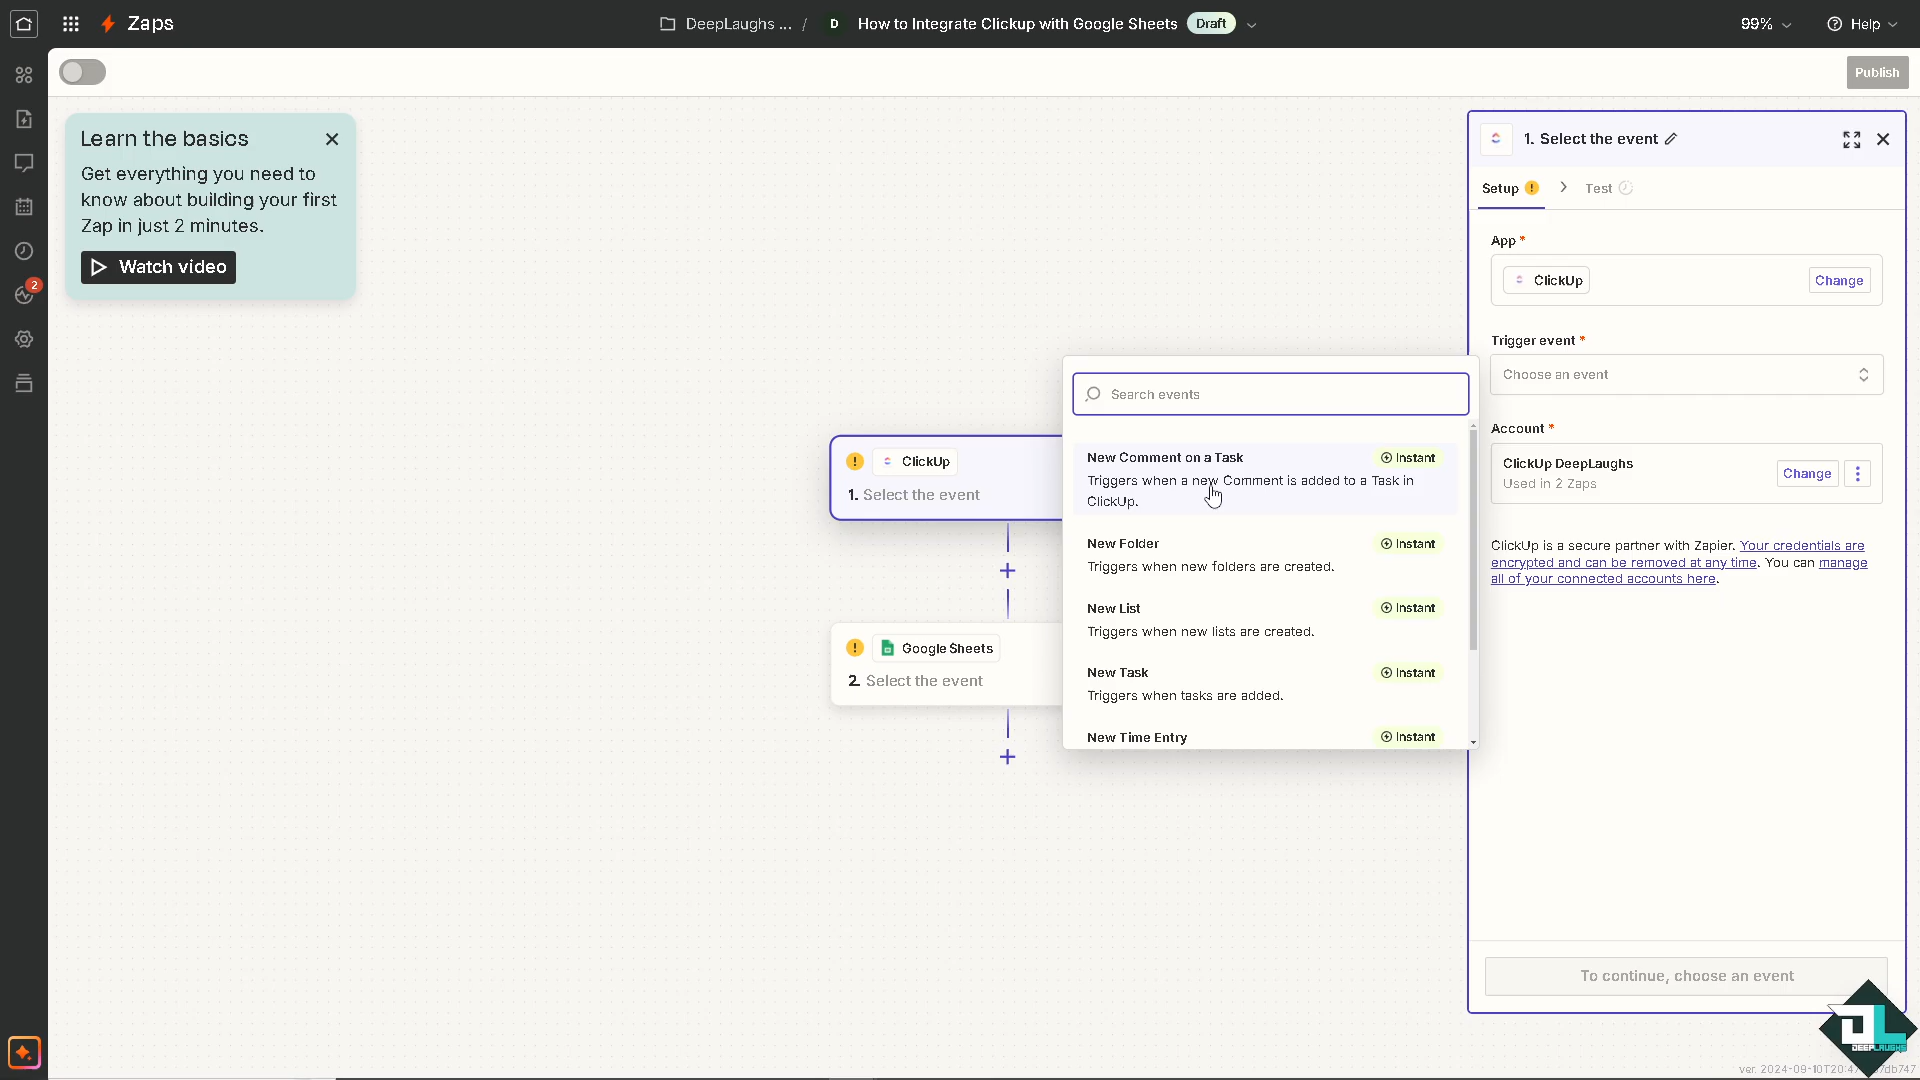 Zaps
DeepLaughs ... / D How to Integrate Clickup with Google Sheets Draft
99%
Help
Publish
Learn the basics
Get everything you need to
know about building your first
Zap in just 2 minutes.
Watch video
2
ClickUp
1. Select the event
Google Sheets
2. Select the event
Search events
New Comment on a Task Instant
Triggers when a new Comment is added to a Task in
ClickUp.
New Folder Instant
Triggers when new folders are created.
New List Instant
Triggers when new lists are created.
New Task Instant
Triggers when tasks are added.
New Time Entry Instant
1. Select the event
Setup
Test
App *
ClickUp
Change
Trigger event *
Choose an event
Account *
ClickUp DeepLaughs
Used in 2 Zaps
Change
ClickUp is a secure partner with Zapier. Your credentials are
encrypted and can be removed at any time. You can manage
all of your connected accounts here.
To continue, choose an event
DEEPLAUGHS